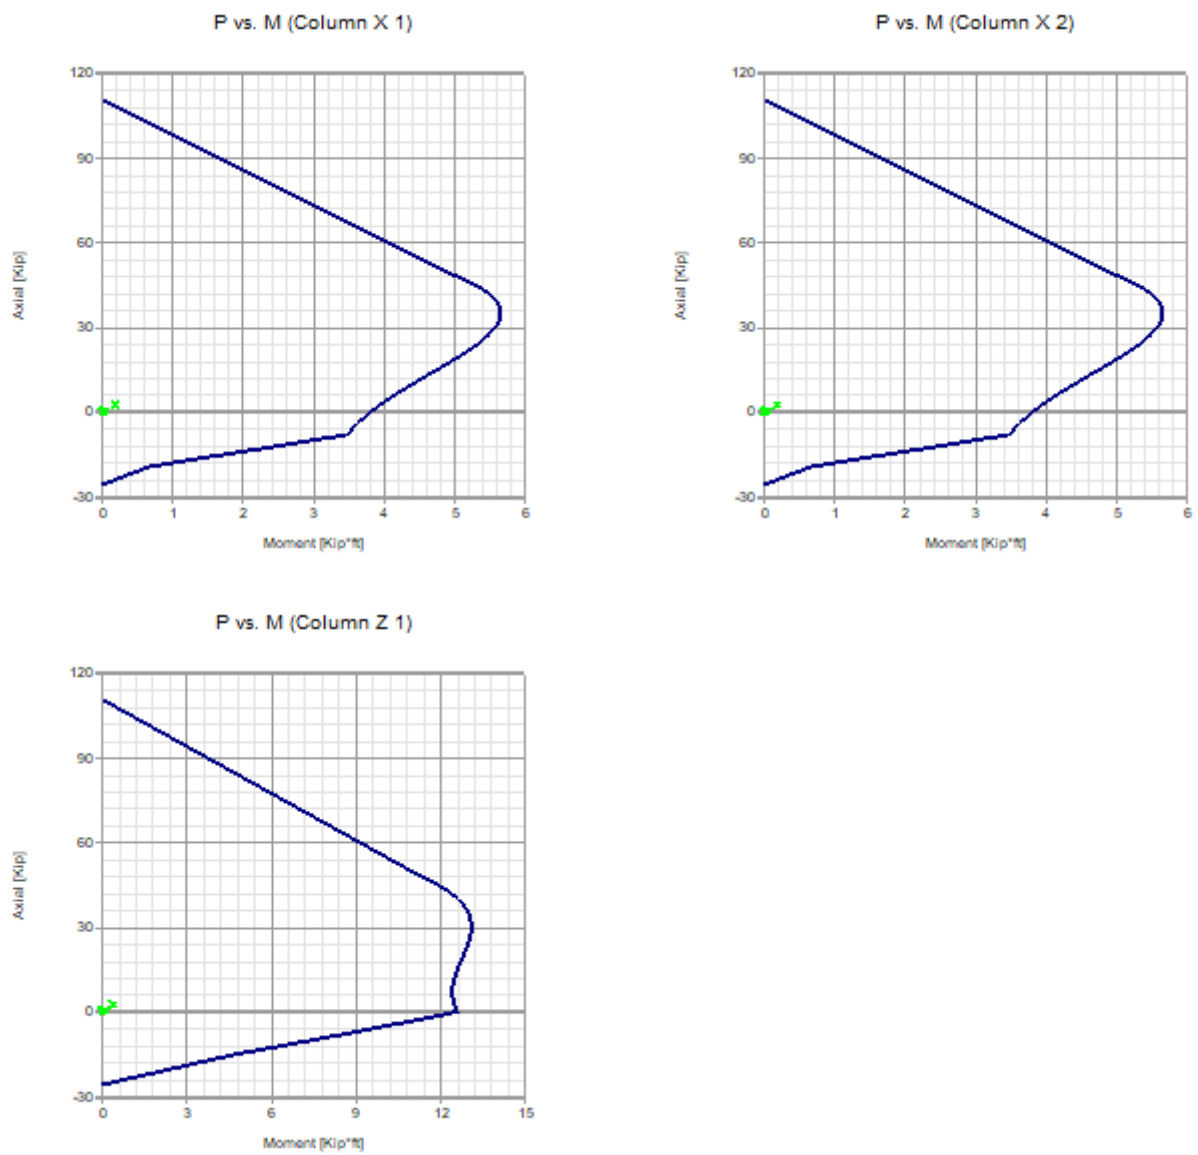 P vs. M (Column X 1)
120
90
60
30
0
-30
Axial [Kip]
0 1 2 3 4 5 6
Moment [Kip*ft]
P vs. M (Column X 2)
120
90
60
30
0
-30
Axial [Kip]
0 1 2 3 4 5 6
Moment [Kip*ft]
P vs. M (Column Z 1)
120
90
60
30
0
-30
Axial [Kip]
0 3 6 9 12 15
Moment [Kip*ft]